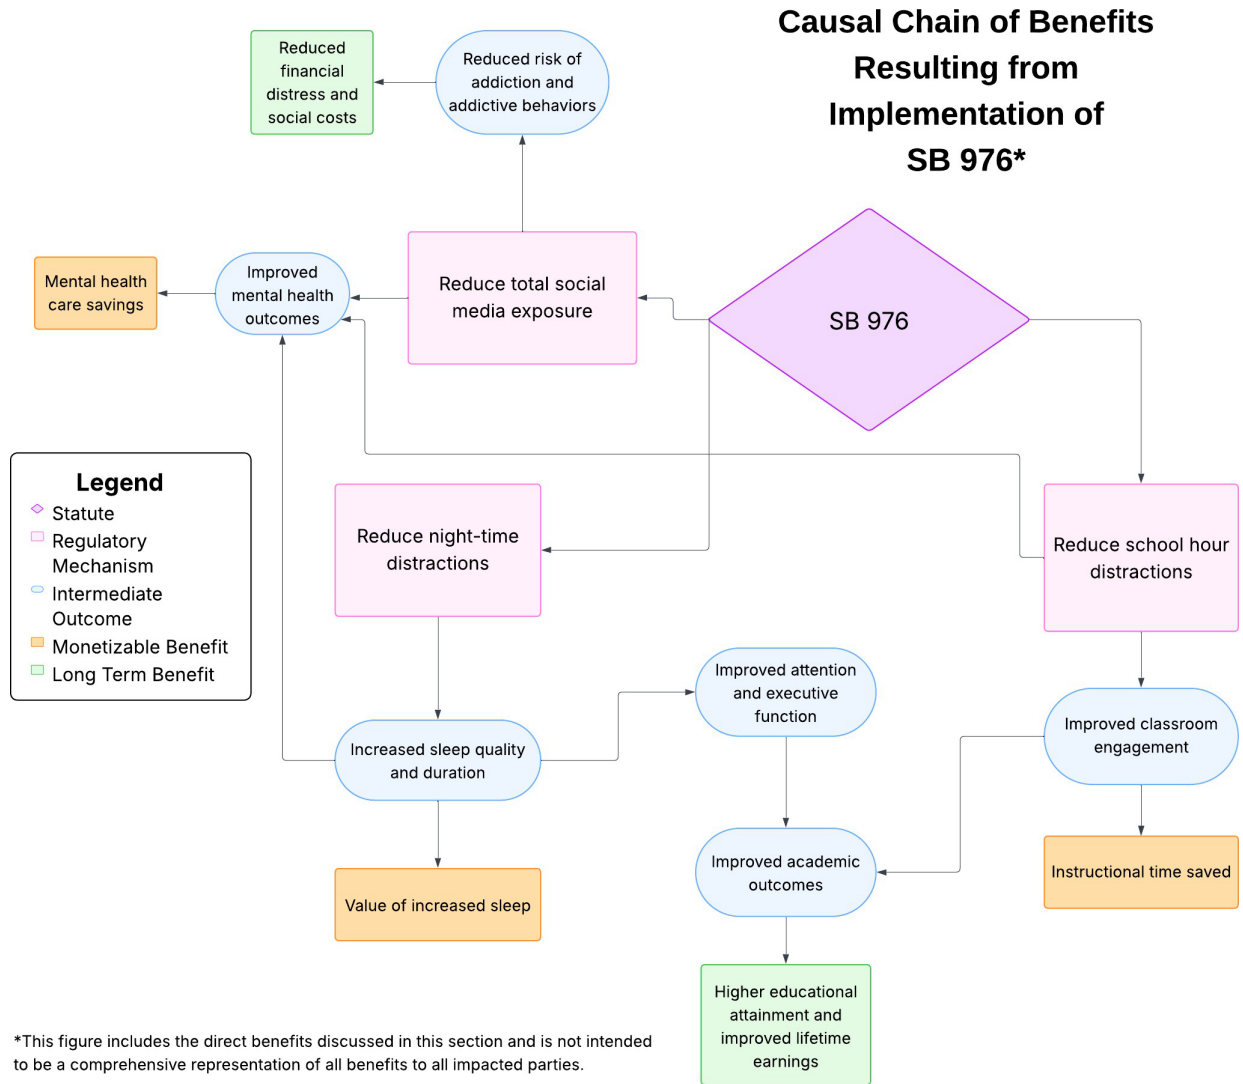 Causal Chain of Benefits
Resulting from
Implementation of
SB 976*
Reduced
financial
distress and
social costs
Reduced risk of
addiction and
addictive behaviors
Mental health
care savings
Improved
mental health
outcomes
Reduce total social
media exposure
SB 976
Legend
Statute
Regulatory
Mechanism
Intermediate
Outcome
Monetizable Benefit
Long Term Benefit
Reduce night-time
distractions
Reduce school hour
distractions
Increased sleep quality
and duration
Improved attention
and executive
function
Improved classroom
engagement
Value of increased sleep
Improved academic
outcomes
Instructional time saved
Higher educational
attainment and
improved lifetime
earnings
*This figure includes the direct benefits discussed in this section and is not intended
to be a comprehensive representation of all benefits to all impacted parties.